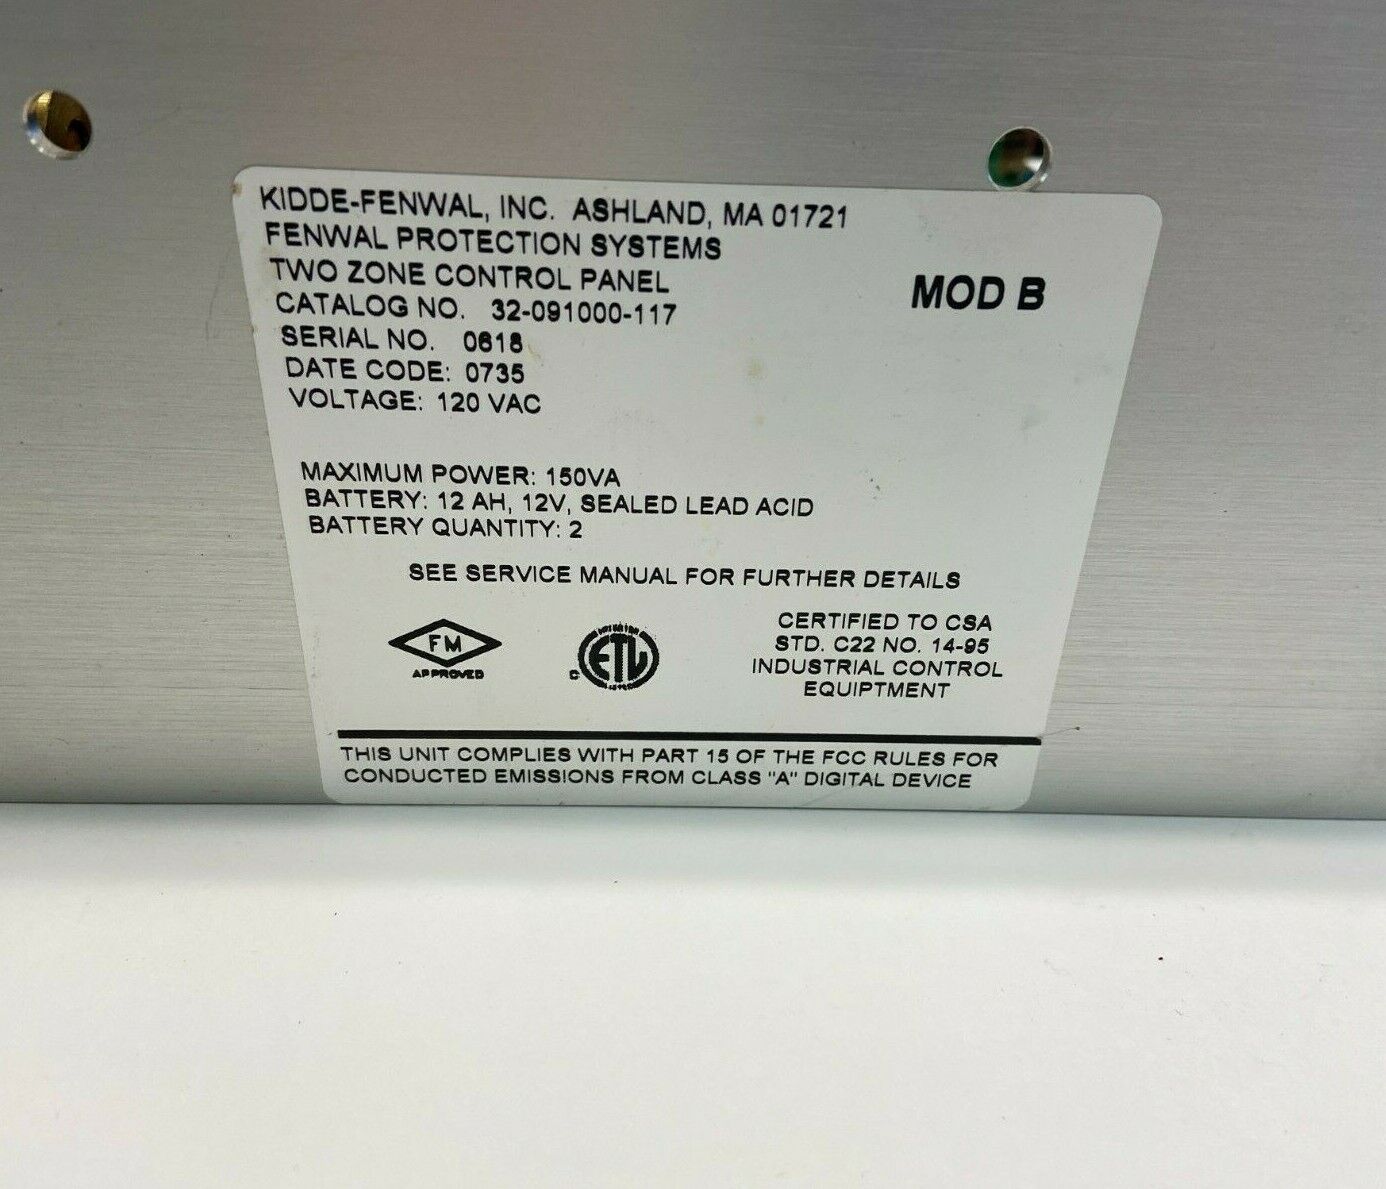 KIDDE-FENWAL, INC. ASHLAND, MA 01721
FENWAL PROTECTION SYSTEMS
TWO ZONE CONTROL PANEL
MOD B
CATALOG NO. 32-091000-117
SERIAL NO. 0618
DATE CODE: 0735
VOLTAGE: 120 VAC
MAXIMUM POWER: 150VA
BATTERY: 12 AH, 12V, SEALED LEAD ACID
BATTERY QUANTITY: 2
SEE SERVICE MANUAL FOR FURTHER DETAILS
FM
APPROVED
C
ETL
CERTIFIED TO CSA
STD. C22 NO. 14-95
INDUSTRIAL CONTROL
EQUIPTMENT
THIS UNIT COMPLIES WITH PART 15 OF THE FCC RULES FOR
CONDUCTED EMISSIONS FROM CLASS "A" DIGITAL DEVICE